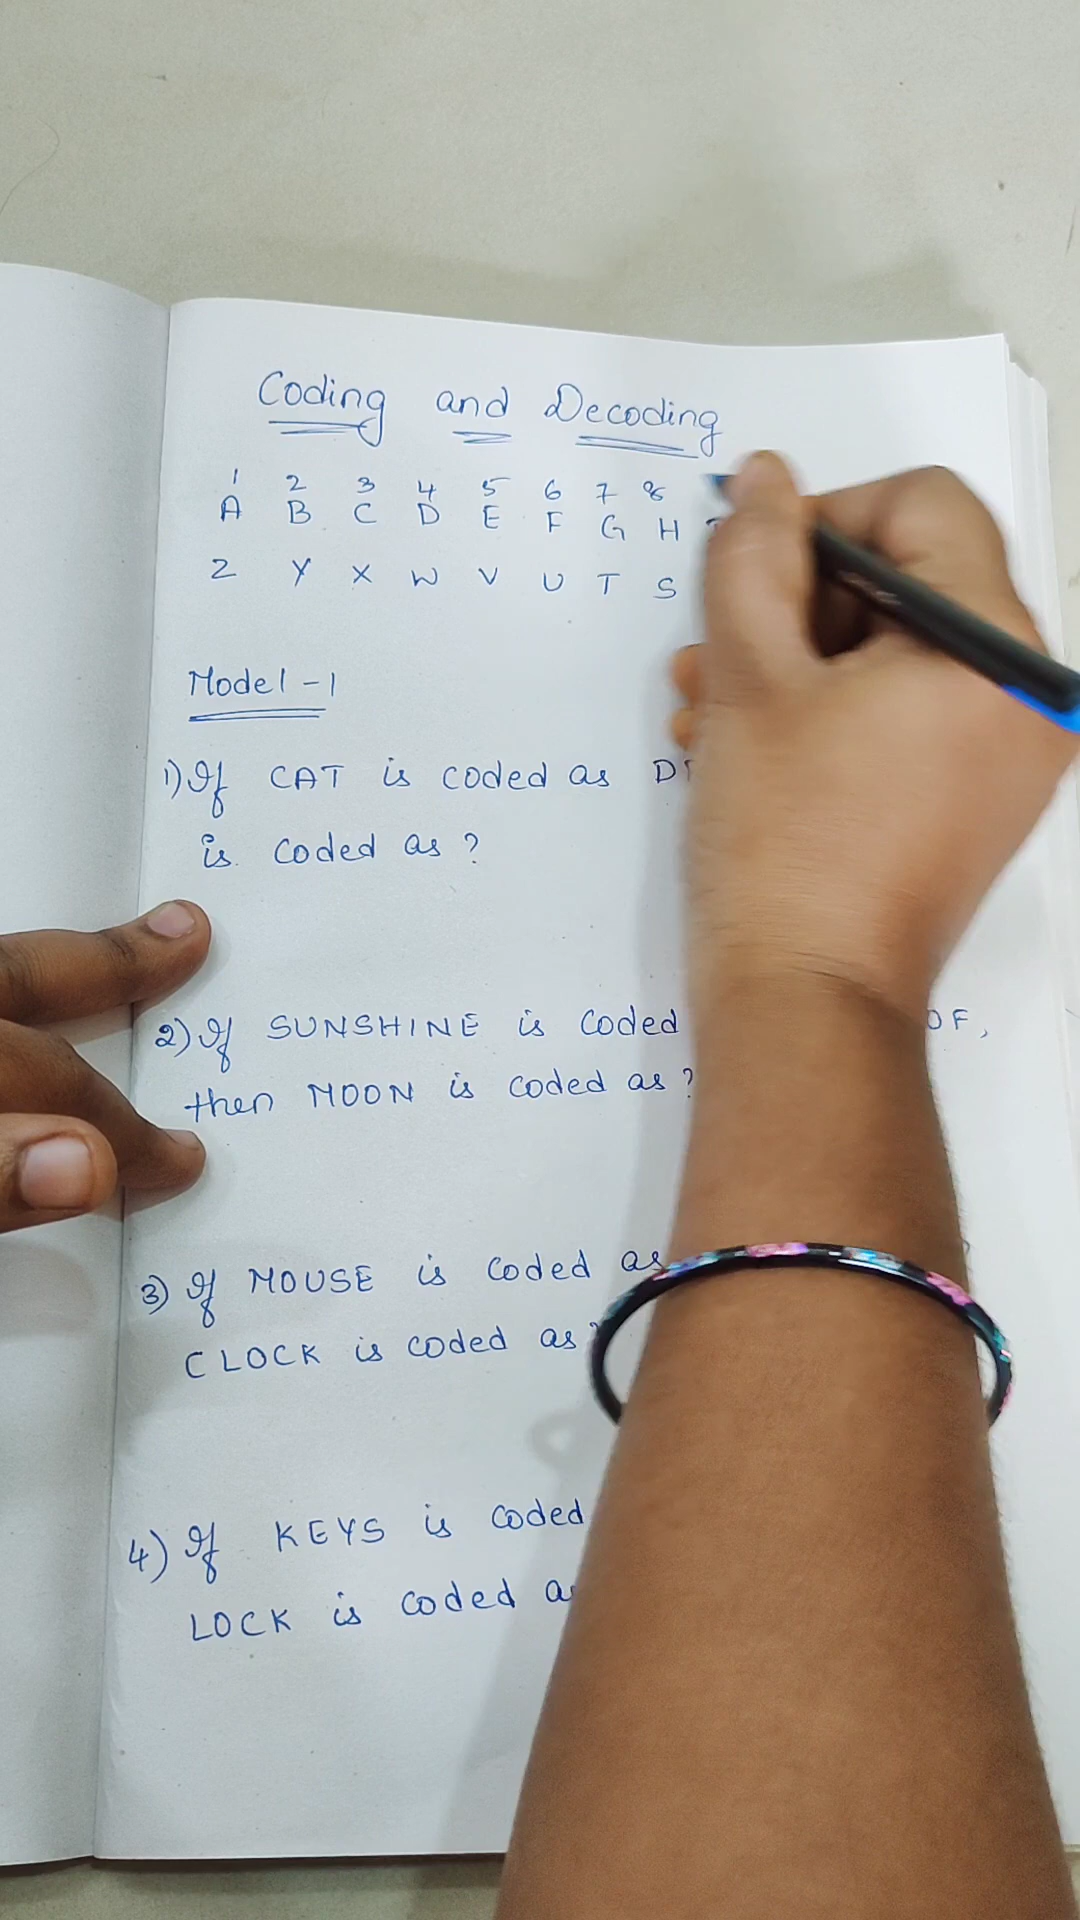 Coding and Decoding
1 2 3 4 5 6 7 8
A B C D E F G H
Z Y X W V U T S
Model-1
1) If CAT is coded as
is coded as ?
2) If SUNSHINE is coded
then MOON is coded as ?
3) If MOUSE is coded as
CLOCK is coded as
4) If KEYS is coded
LOCK is coded